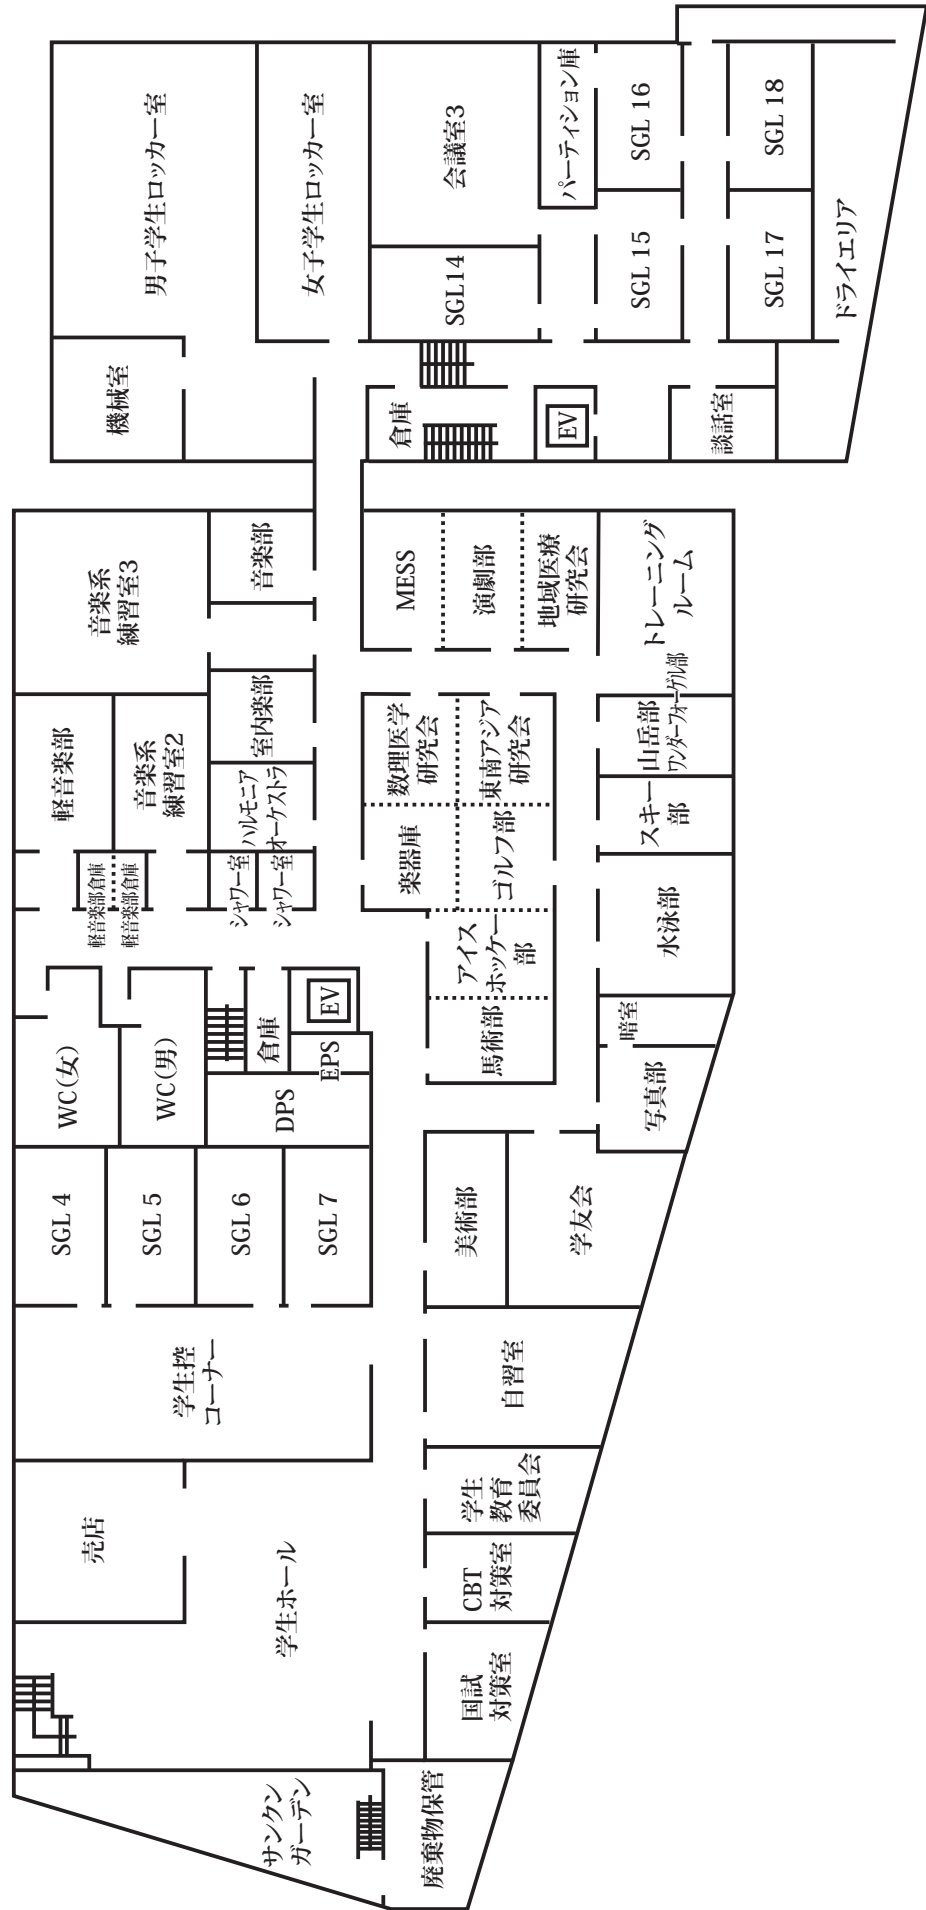 男子学生ロッカー室
女子学生ロッカー室
会議室3
パーティション庫
SGL 16
SGL 18
機械室
SGL14
SGL 15
SGL 17
ドライエリア
倉庫
EV
談話室
音楽系
練習室3
音楽部
MESS
演劇部
地域医療
研究会
トレーニング
ルーム
軽音楽部
音楽系
練習室2
室内楽部
ハルモニア
オーケストラ
数理医学
研究会
東南アジア
研究会
山岳部
ワンダーフォーゲル部
スキー
部
軽音楽部倉庫
軽音楽部倉庫
シャワー室
シャワー室
楽器庫
ゴルフ部
水泳部
アイス
ホッケー
部
馬術部
暗室
写真部
WC(女)
WC(男)
倉庫
EV
EPS
DPS
SGL 4
SGL 5
SGL 6
SGL 7
美術部
学友会
学生控
コーナー
自習室
売店
学生ホール
学生
教育
委員会
CBT
対策室
国試
対策室
サンクン
ガーデン
廃棄物保管